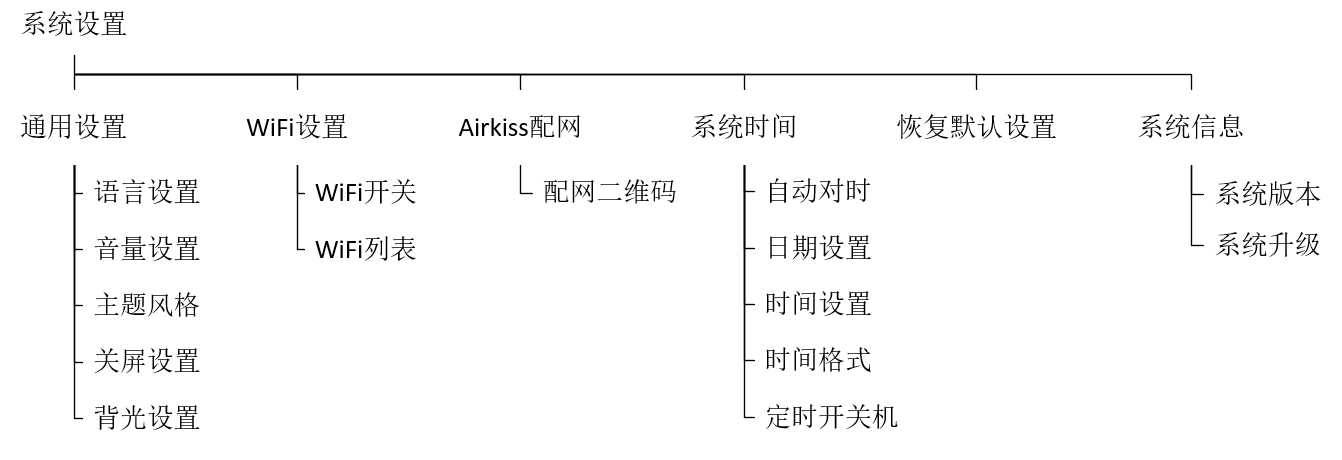 系统设置
通用设置
语言设置
音量设置
主题风格
关屏设置
背光设置
WiFi设置
WiFi开关
WiFi列表
Airkiss配网
配网二维码
系统时间
自动对时
日期设置
时间设置
时间格式
定时开关机
恢复默认设置
系统信息
系统版本
系统升级